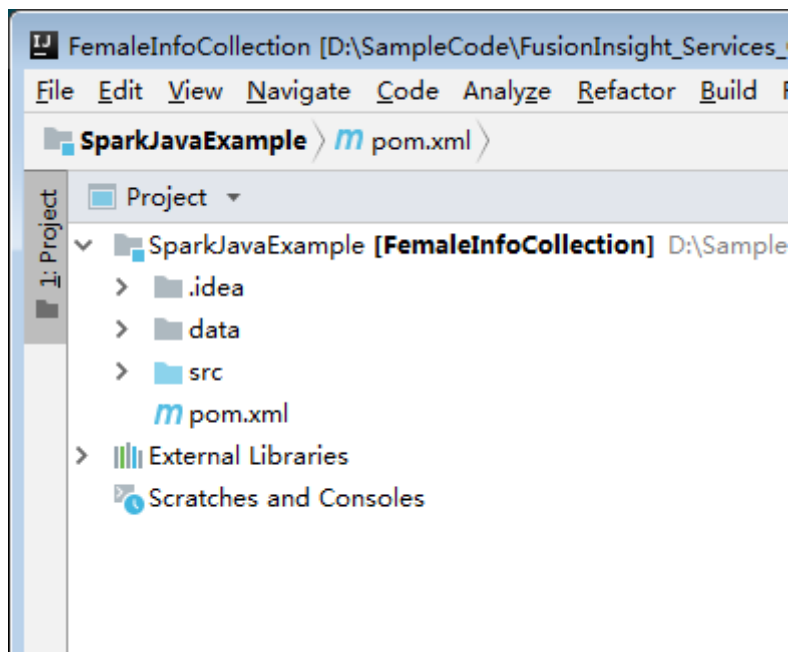 FemaleInfoCollection [D:\SampleCode\FusionInsight_Services_
File Edit View Navigate Code Analyze Refactor Build
SparkJavaExample pom.xml
Project
1: Project
SparkJavaExample [FemaleInfoCollection] D:\Sample
.idea
data
src
pom.xml
External Libraries
Scratches and Consoles